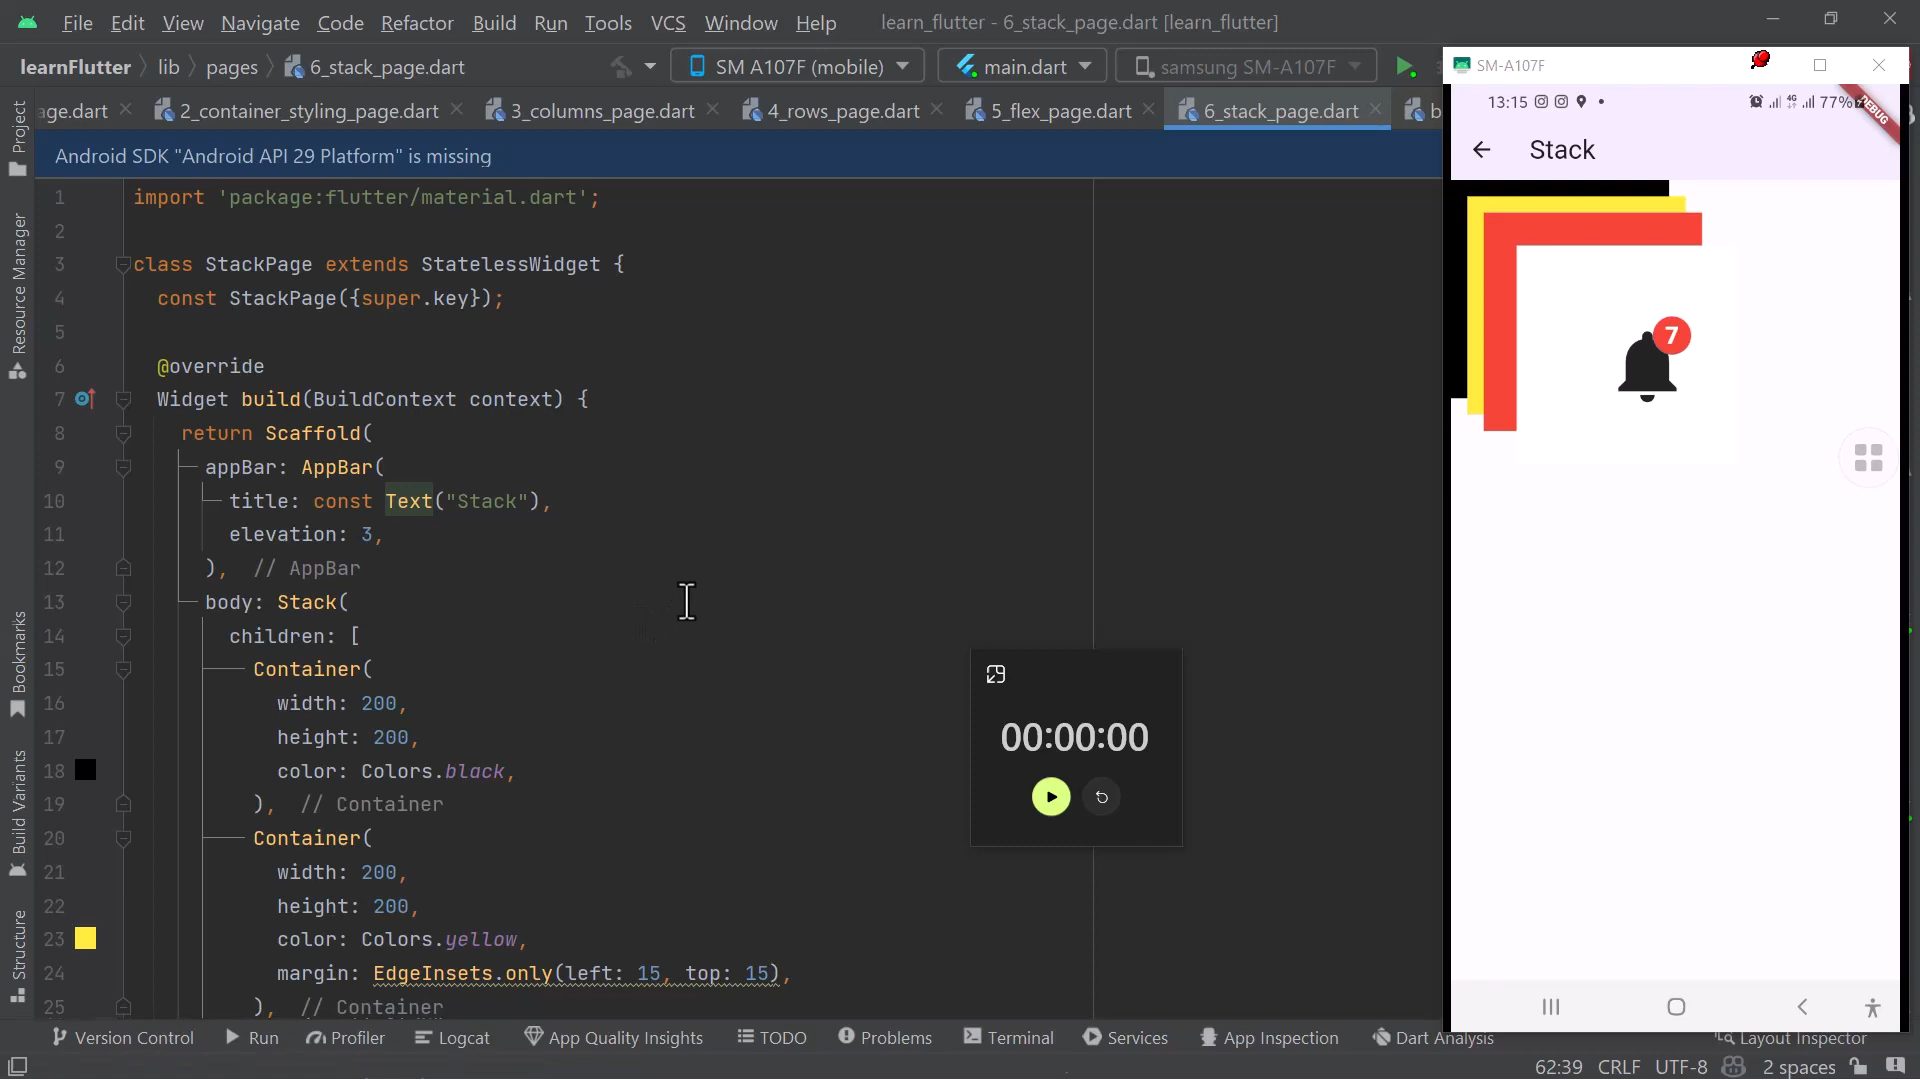 File Edit View Navigate Code Refactor Build Run Tools VCS Window Help learn_flutter - 6_stack_page.dart [learn_flutter]
learnFlutter lib pages 6_stack_page.dart SM A107F (mobile) main.dart samsung SM-A107F
age.dart 2_container_styling_page.dart 3_columns_page.dart 4_rows_page.dart 5_flex_page.dart 6_stack_page.dart b
Android SDK "Android API 29 Platform" is missing
1 import 'package:flutter/material.dart';
2
3 class StackPage extends StatelessWidget {
4 const StackPage({super.key});
5
6 @override
7 Widget build(BuildContext context) {
8 return Scaffold(
9 appBar: AppBar(
10 title: const Text("Stack"),
11 elevation: 3,
12 ), // AppBar
13 body: Stack(
14 children: [
15 Container(
16 width: 200,
17 height: 200,
18 color: Colors.black,
19 ), // Container
20 Container(
21 width: 200,
22 height: 200,
23 color: Colors.yellow,
24 margin: EdgeInsets.only(left: 15, top: 15),
25 ), // Container
Project
Resource Manager
Bookmarks
Build Variants
Structure
00:00:00
SM-A107F
13:15 4G 77%
DEBUG
Stack
7
Version Control Run Profiler Logcat App Quality Insights TODO Problems Terminal Services App Inspection Dart Analysis Layout Inspector
62:39 CRLF UTF-8 2 spaces